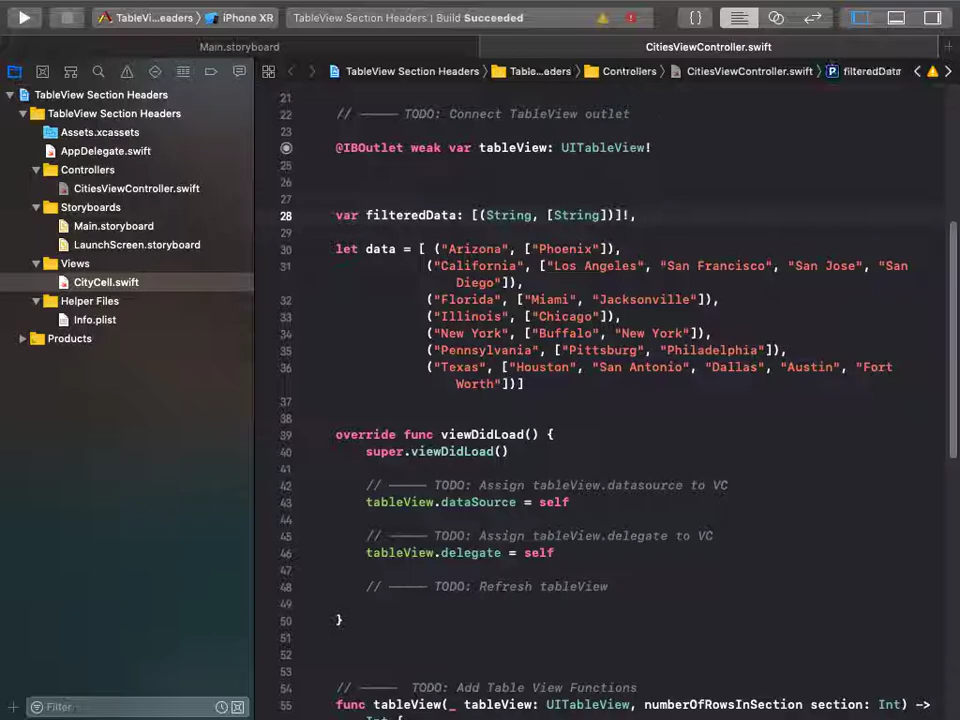 TableVi...eaders
iPhone XR
TableView Section Headers | Build Succeeded
Main.storyboard
CitiesViewController.swift
TableView Section Headers
Table...aders
Controllers
CitiesViewController.swift
P
filteredData
TableView Section Headers
TableView Section Headers
Assets.xcassets
AppDelegate.swift
Controllers
CitiesViewController.swift
Storyboards
Main.storyboard
LaunchScreen.storyboard
Views
CityCell.swift
Helper Files
Info.plist
Products
Filter
21
22 // ––––– TODO: Connect TableView outlet
23
@IBOutlet weak var tableView: UITableView!
25
26
27
28 var filteredData: [(String, [String])]!,
29
30 let data = [ ("Arizona", ["Phoenix"]),
31 ("California", ["Los Angeles", "San Francisco", "San Jose", "San
Diego"]),
32 ("Florida", ["Miami", "Jacksonville"]),
33 ("Illinois", ["Chicago"]),
34 ("New York", ["Buffalo", "New York"]),
35 ("Pennsylvania", ["Pittsburg", "Philadelphia"]),
36 ("Texas", ["Houston", "San Antonio", "Dallas", "Austin", "Fort
Worth"])]
37
38
39 override func viewDidLoad() {
40 super.viewDidLoad()
41
42 // ––––– TODO: Assign tableView.datasource to VC
43 tableView.dataSource = self
44
45 // ––––– TODO: Assign tableView.delegate to VC
46 tableView.delegate = self
47
48 // ––––– TODO: Refresh tableView
49
50 }
51
52
53
54 // ––––– TODO: Add Table View Functions
55 func tableView(_ tableView: UITableView, numberOfRowsInSection section: Int) ->
Int {